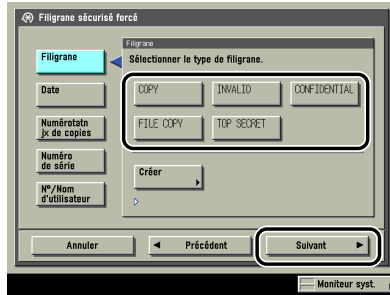 Filigrane sécurisé forcé
Filigrane
Filigrane
Sélectionner le type de filigrane.
Date
COPY
INVALID
CONFIDENTIAL
Numérotatn
jx de copies
FILE COPY
TOP SECRET
Numéro
de série
Créer
N°/Nom
d'utilisateur
Annuler
Précédent
Suivant
Moniteur syst.